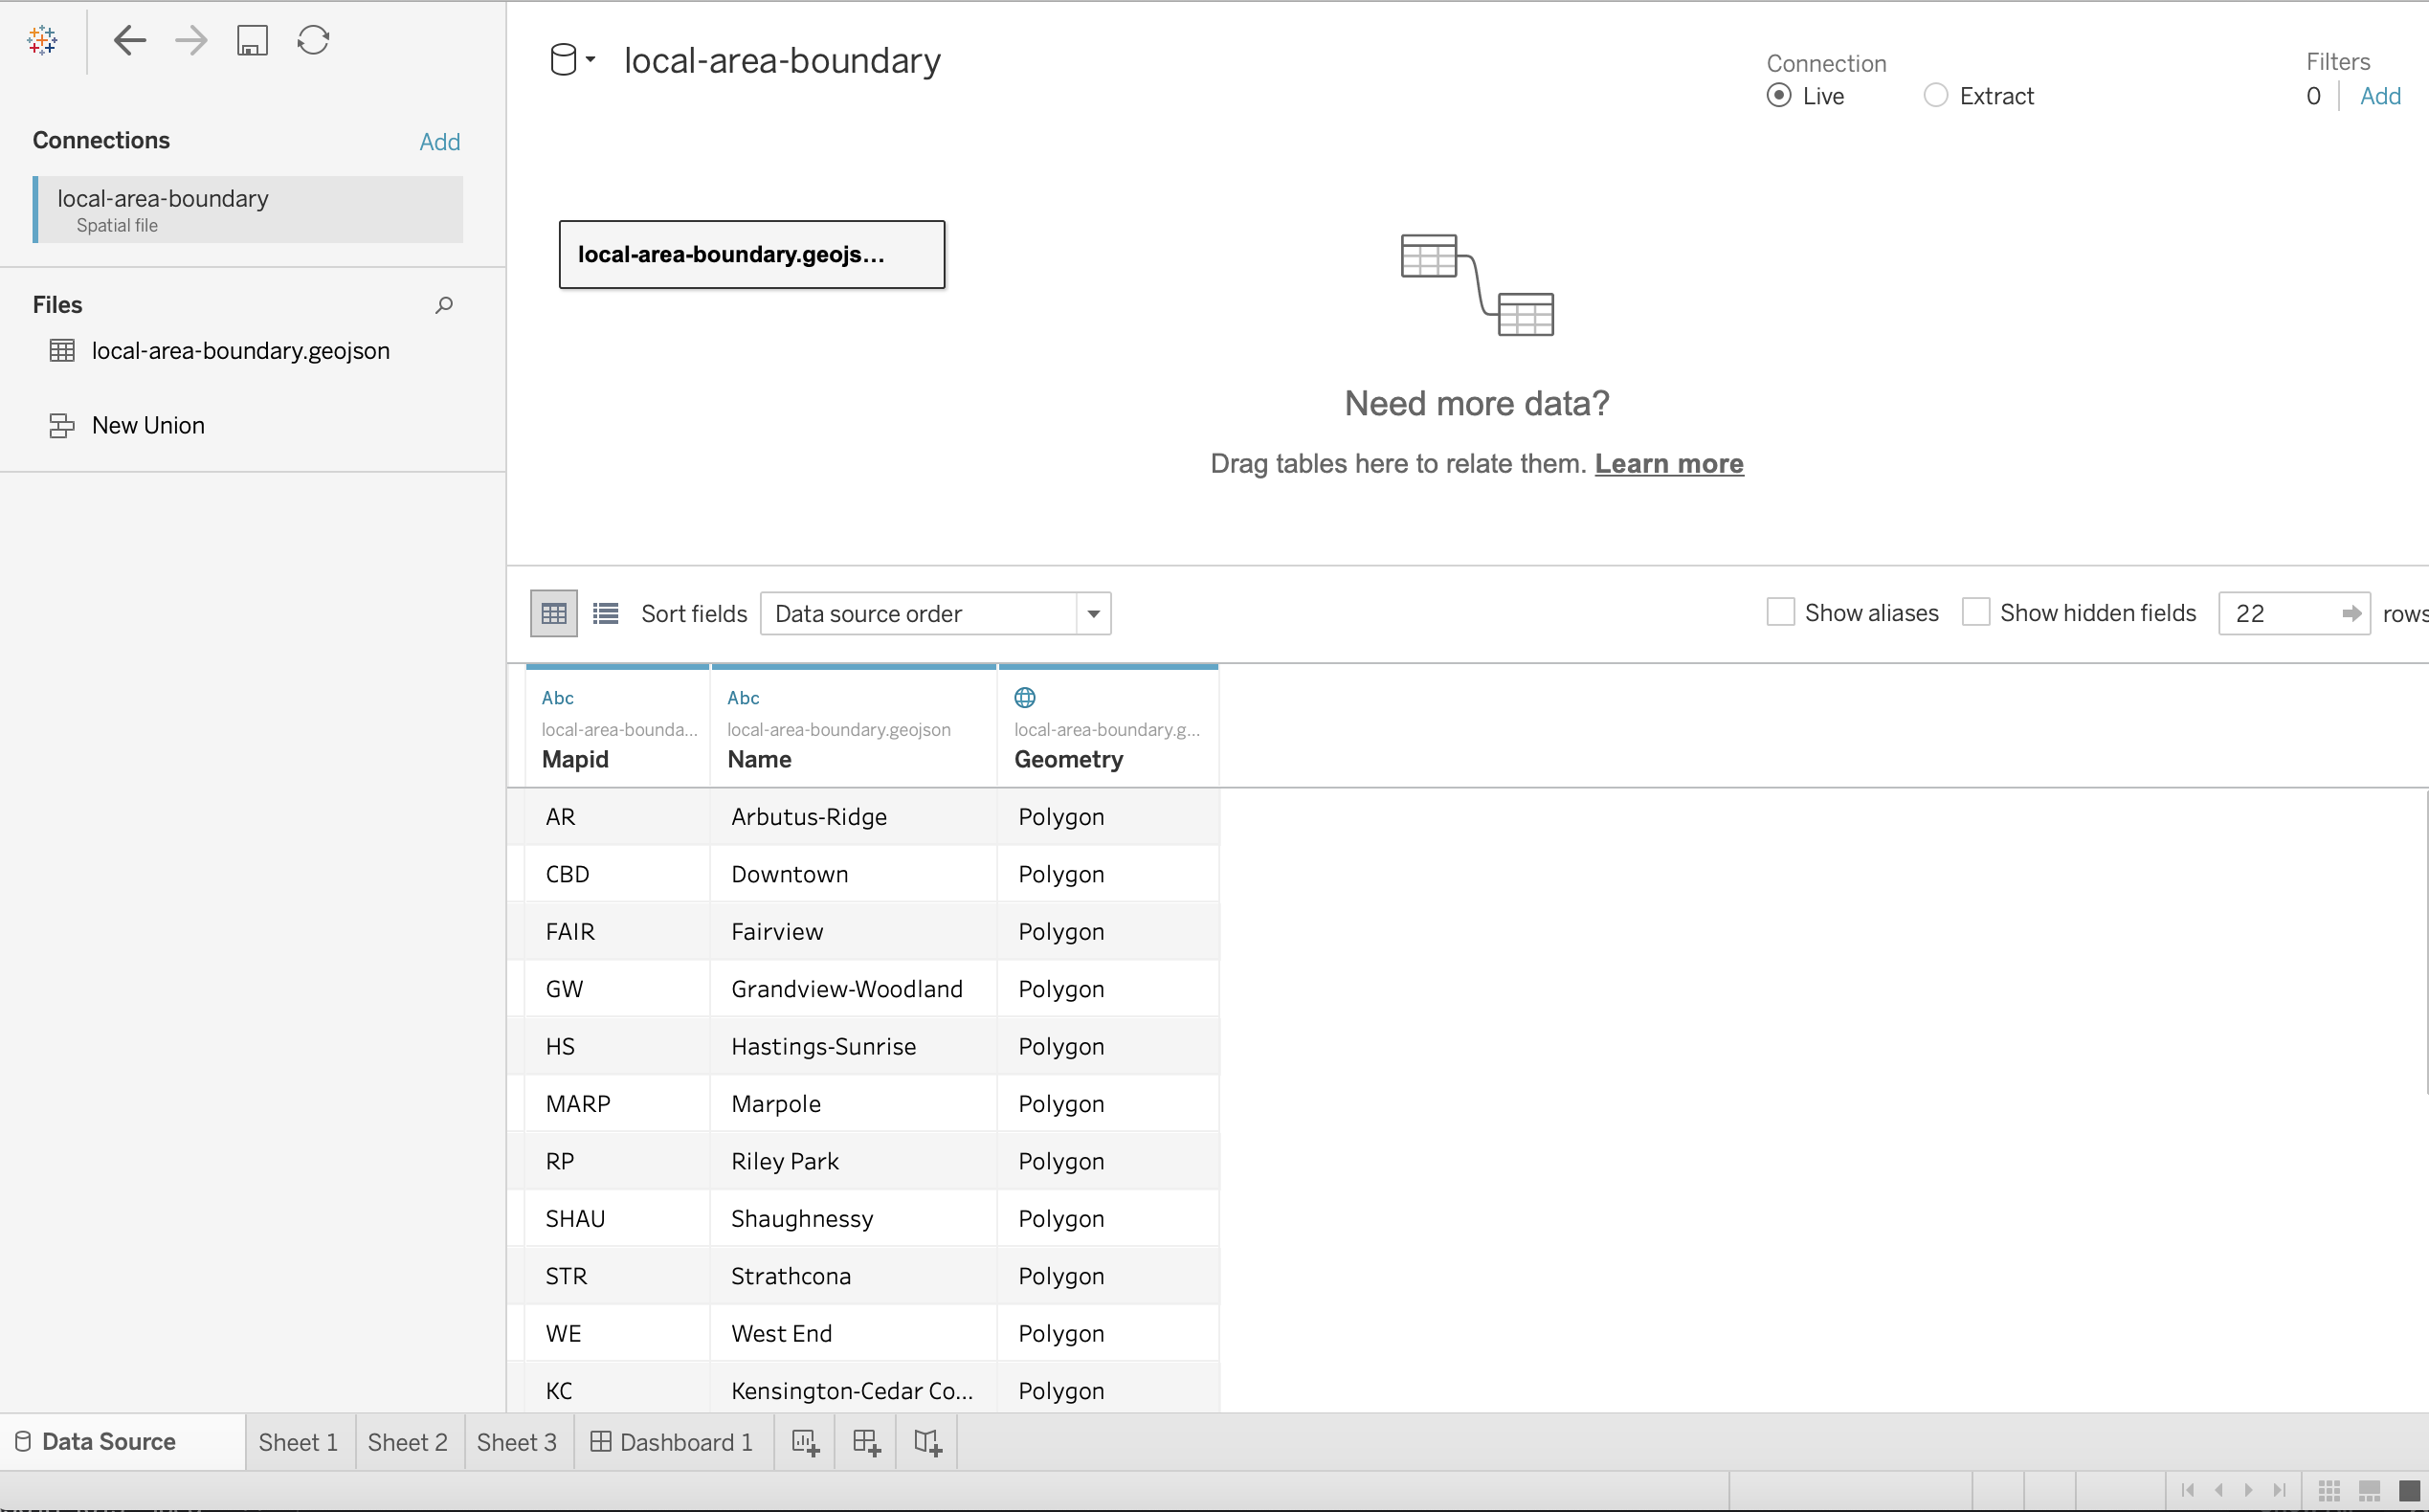 local-area-boundary
Connection
Live
Extract
Filters
0
Add
Connections
Add
local-area-boundary
Spatial file
Files
local-area-boundary.geojson
New Union
local-area-boundary.geojs...
Need more data?
Drag tables here to relate them. Learn more
Sort fields
Data source order
Show aliases
Show hidden fields
22
rows
Abc
local-area-bounda...
Mapid
Abc
local-area-boundary.geojson
Name
local-area-boundary.g...
Geometry
AR Arbutus-Ridge Polygon
CBD Downtown Polygon
FAIR Fairview Polygon
GW Grandview-Woodland Polygon
HS Hastings-Sunrise Polygon
MARP Marpole Polygon
RP Riley Park Polygon
SHAU Shaughnessy Polygon
STR Strathcona Polygon
WE West End Polygon
KC Kensington-Cedar Co... Polygon
Data Source
Sheet 1
Sheet 2
Sheet 3
Dashboard 1